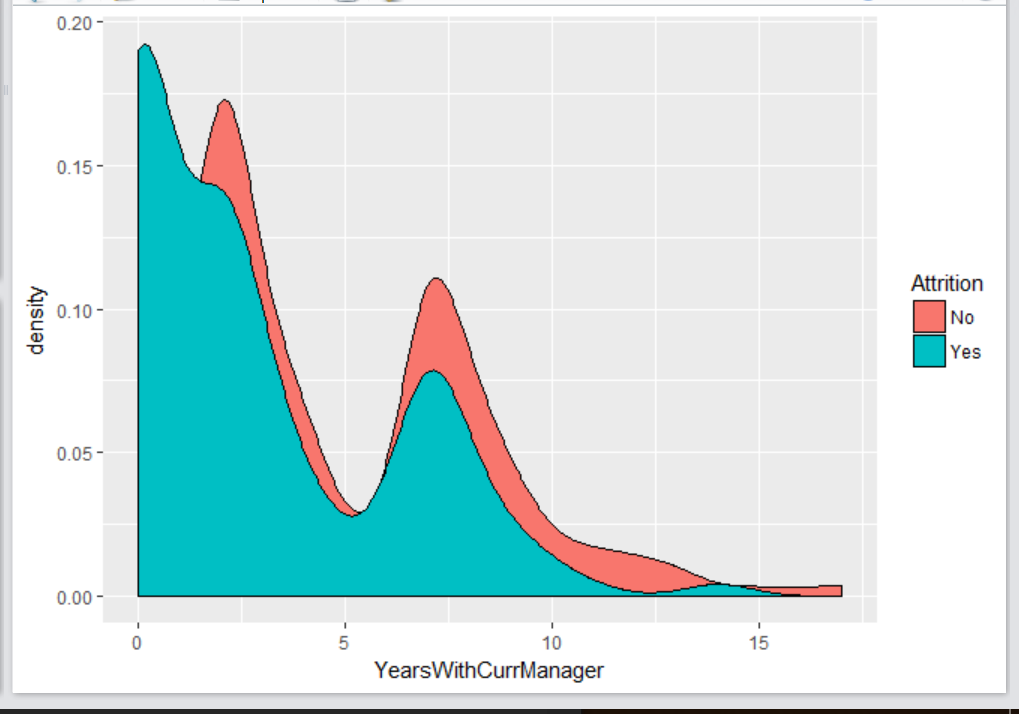 0.20
0.15
0.10
0.05
0.00
density
0 5 10 15
YearsWithCurrManager
Attrition
No
Yes